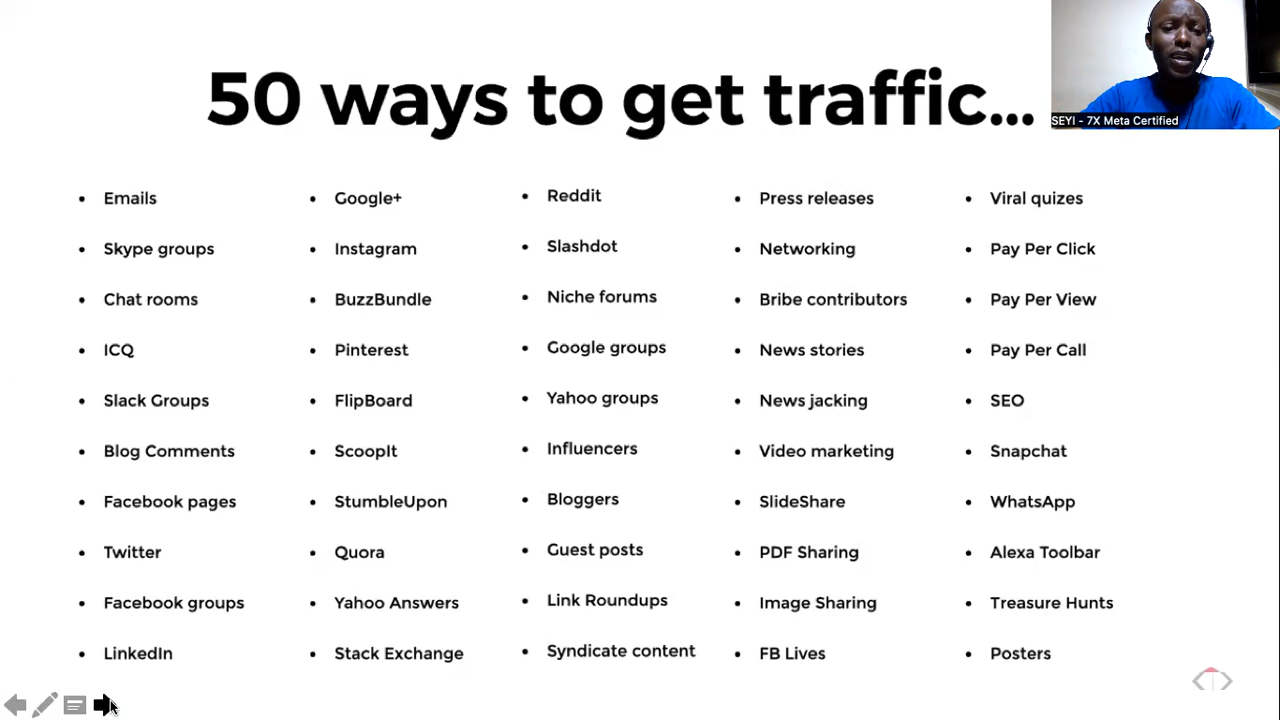 50 ways to get traffic...
SEYI - 7X Meta Certified
Emails
Skype groups
Chat rooms
ICQ
Slack Groups
Blog Comments
Facebook pages
Twitter
Facebook groups
LinkedIn
Google+
Instagram
BuzzBundle
Pinterest
FlipBoard
ScoopIt
StumbleUpon
Quora
Yahoo Answers
Stack Exchange
Reddit
Slashdot
Niche forums
Google groups
Yahoo groups
Influencers
Bloggers
Guest posts
Link Roundups
Syndicate content
Press releases
Networking
Bribe contributors
News stories
News jacking
Video marketing
SlideShare
PDF Sharing
Image Sharing
FB Lives
Viral quizes
Pay Per Click
Pay Per View
Pay Per Call
SEO
Snapchat
WhatsApp
Alexa Toolbar
Treasure Hunts
Posters